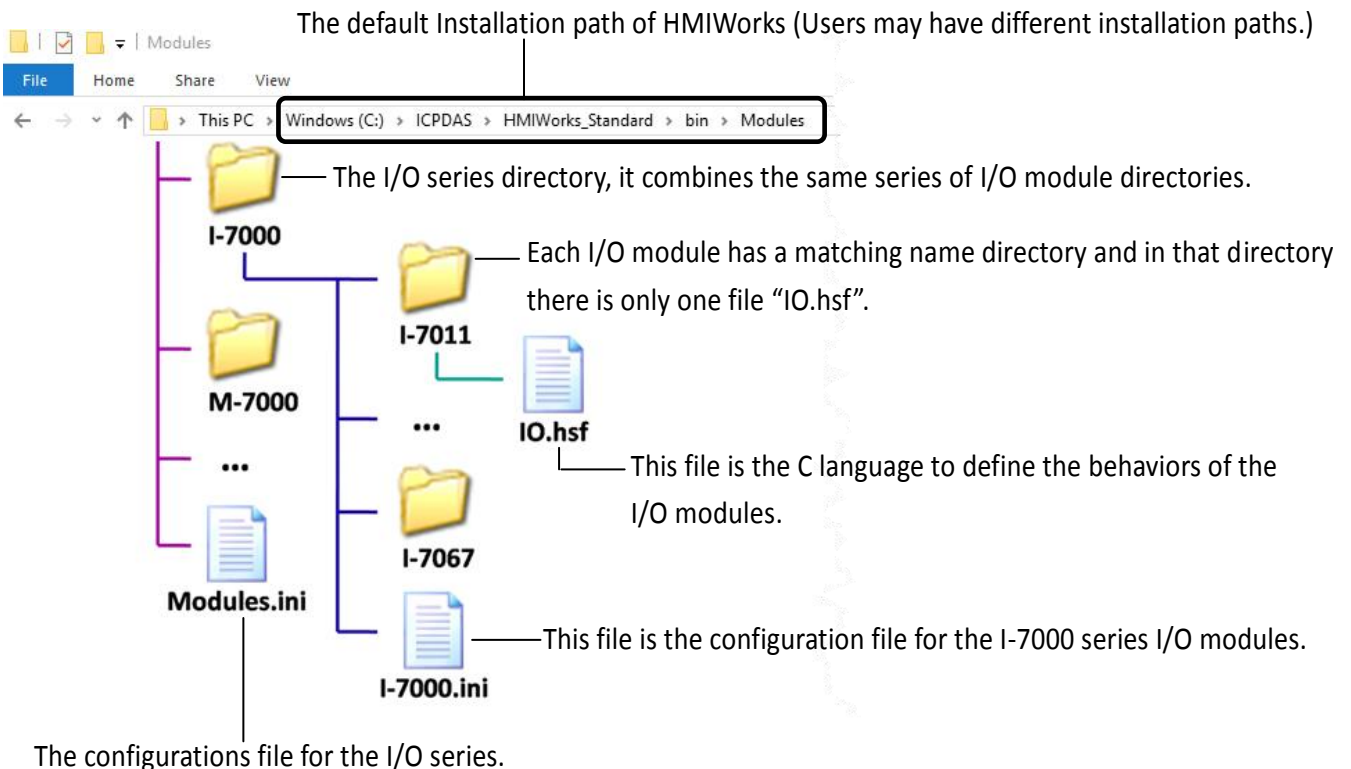 The default Installation path of HMIWorks (Users may have different installation paths.)
Modules
File Home Share View
This PC > Windows (C:) > ICPDAS > HMIWorks_Standard > bin > Modules
The I/O series directory, it combines the same series of I/O module directories.
I-7000
Each I/O module has a matching name directory and in that directory
there is only one file “IO.hsf”.
I-7011
M-7000
...
IO.hsf
...
This file is the C language to define the behaviors of the
I/O modules.
I-7067
Modules.ini
This file is the configuration file for the I-7000 series I/O modules.
I-7000.ini
The configurations file for the I/O series.